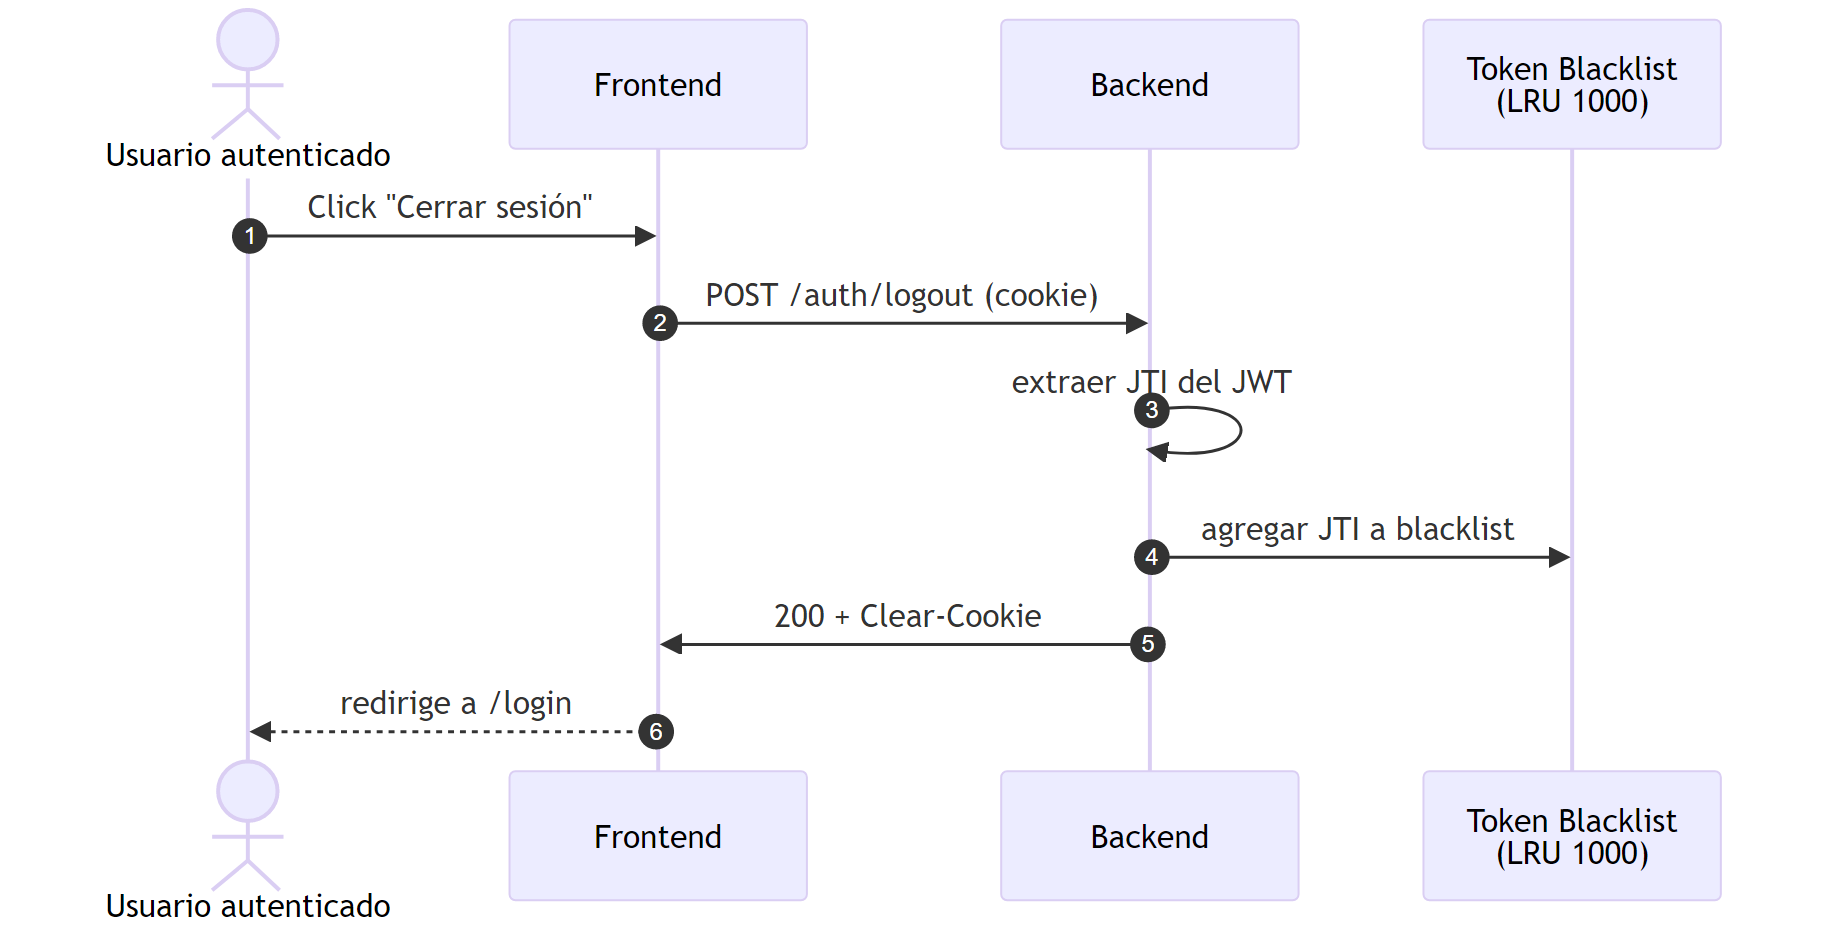 Usuario autenticado
Frontend
Backend
Token Blacklist
(LRU 1000)
Click "Cerrar sesión"
1
POST /auth/logout (cookie)
2
extraer JTI del JWT
3
agregar JTI a blacklist
4
200 + Clear-Cookie
5
redirige a /login
6
Usuario autenticado
Frontend
Backend
Token Blacklist
(LRU 1000)